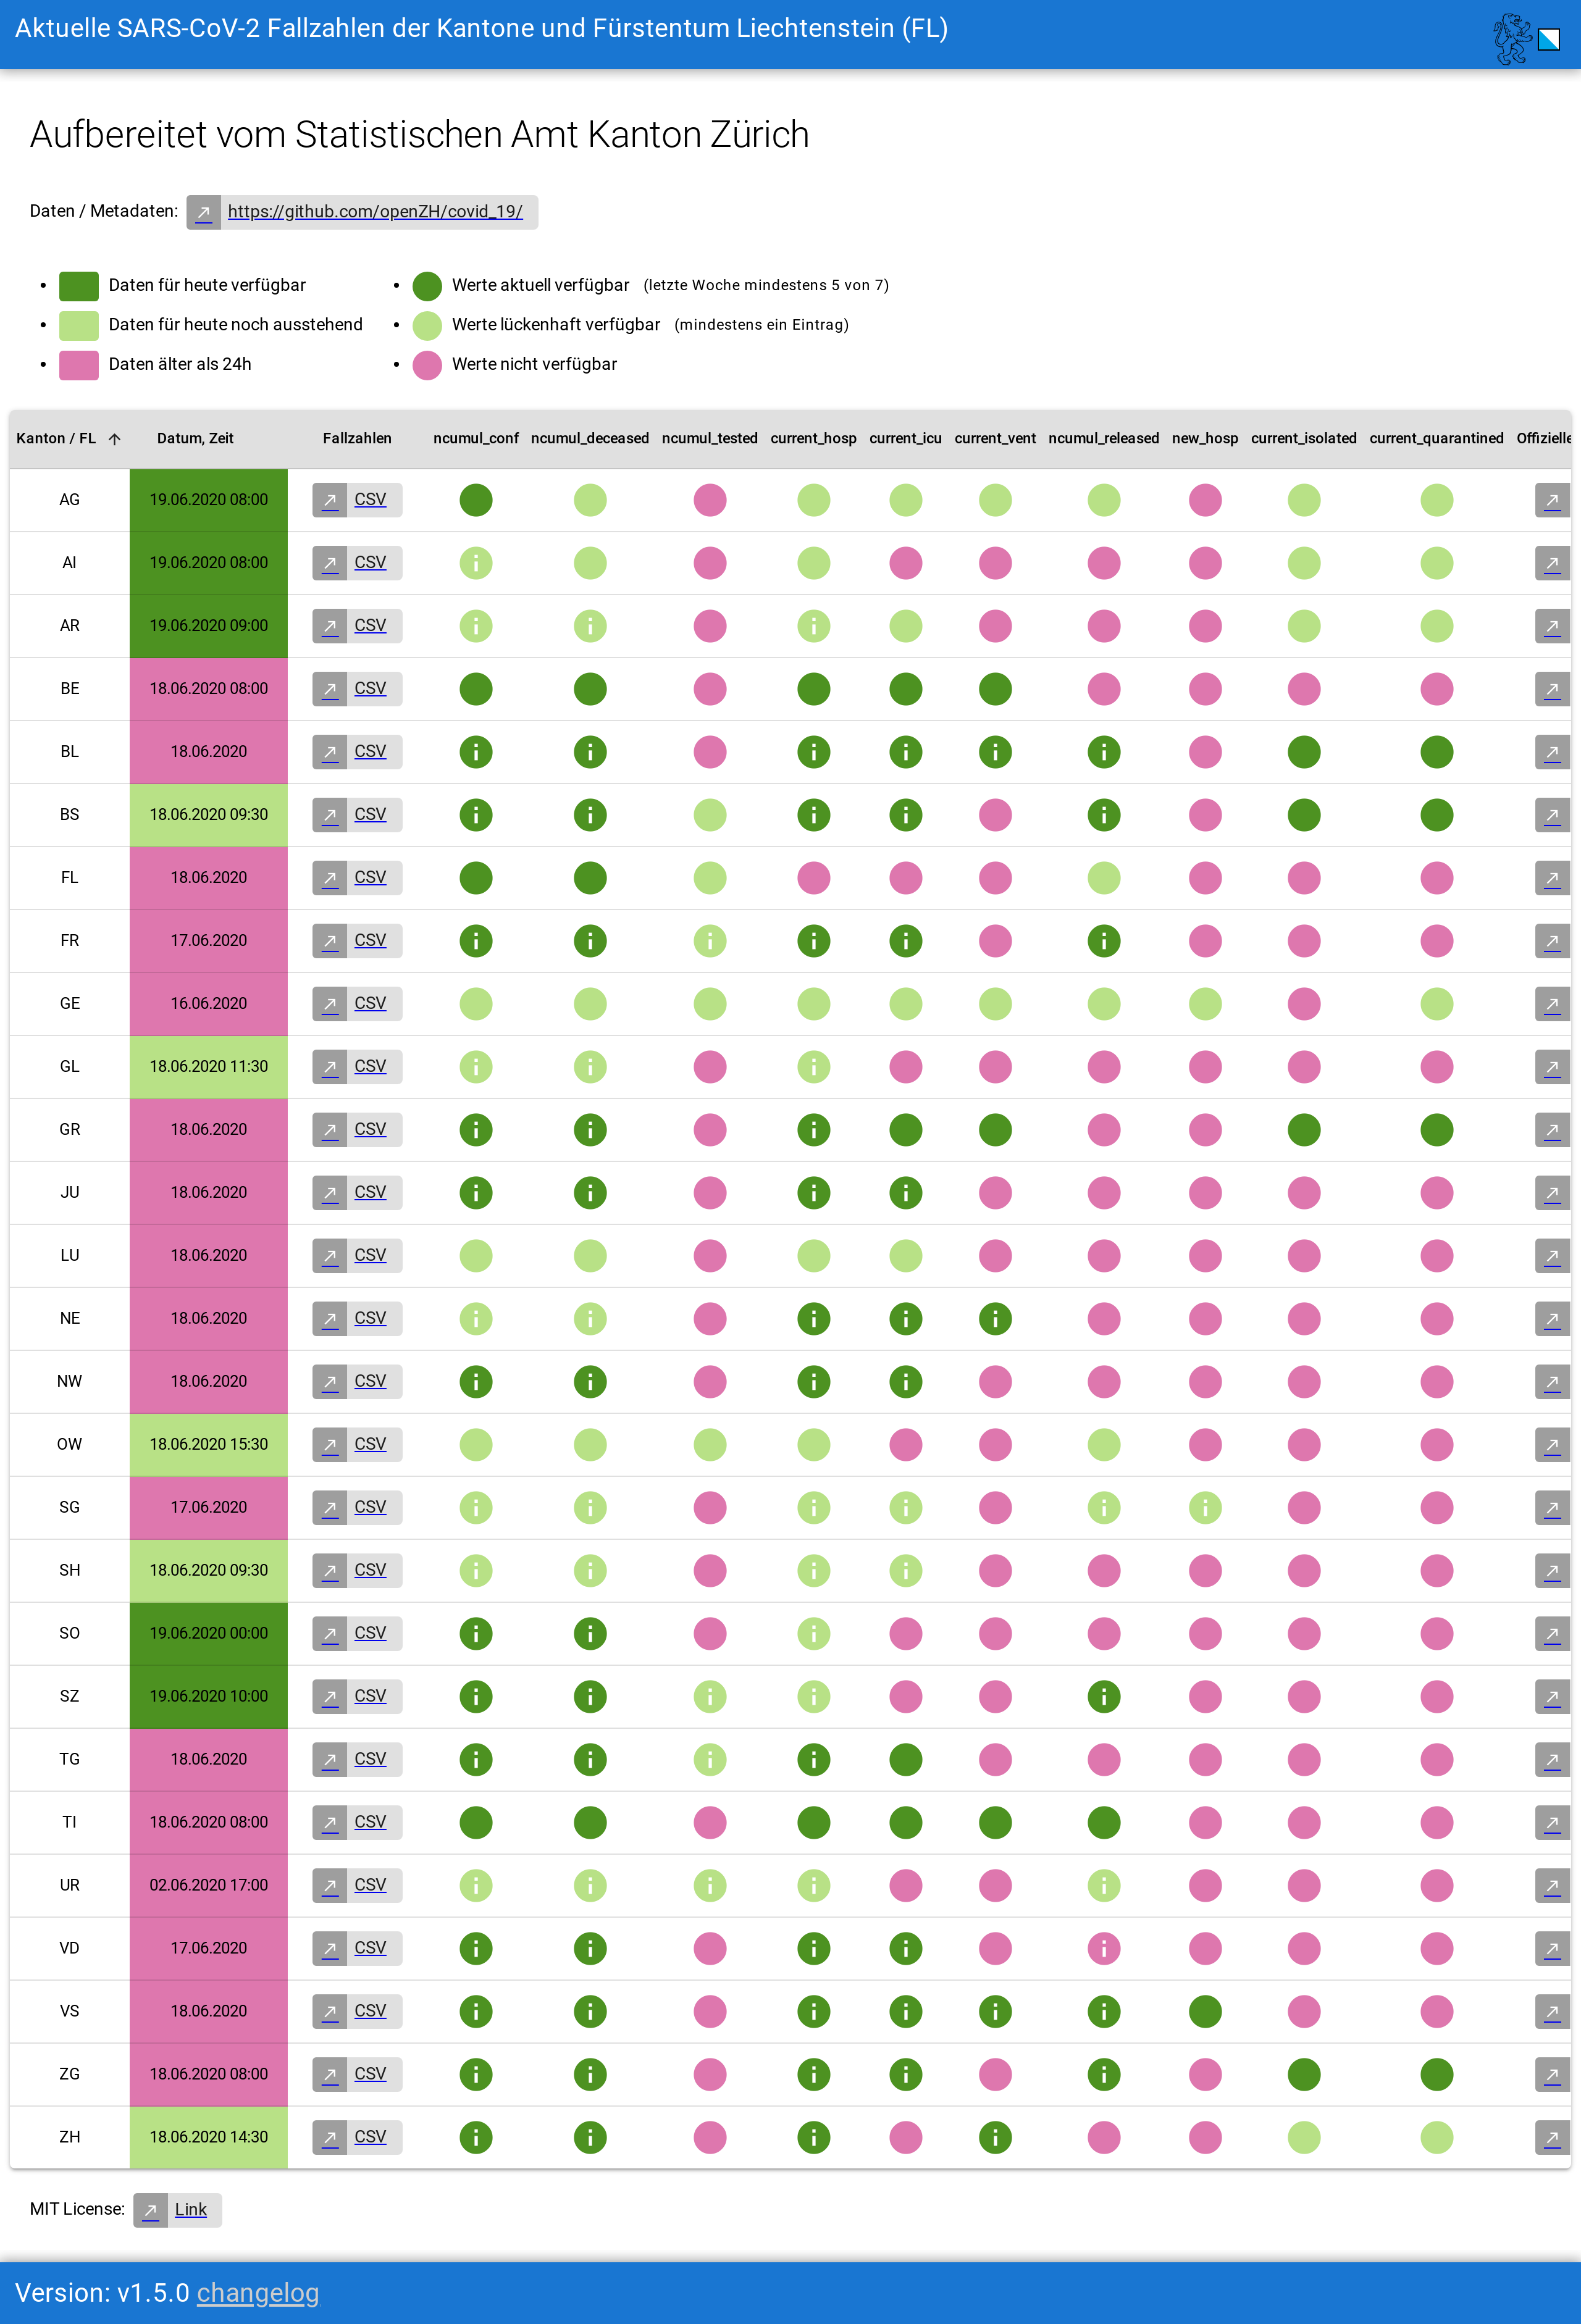 Aktuelle SARS-CoV-2 Fallzahlen der Kantone und Fürstentum Liechtenstein (FL)
Aufbereitet vom Statistischen Amt Kanton Zürich
Daten / Metadaten: https://github.com/openZH/covid_19/
Daten für heute verfügbar
Daten für heute noch ausstehend
Daten älter als 24h
Werte aktuell verfügbar (letzte Woche mindestens 5 von 7)
Werte lückenhaft verfügbar (mindestens ein Eintrag)
Werte nicht verfügbar
Kanton / FL Datum, Zeit Fallzahlen ncumul_conf ncumul_deceased ncumul_tested current_hosp current_icu current_vent ncumul_released new_hosp current_isolated current_quarantined Offizielle
AG 19.06.2020 08:00 CSV
AI 19.06.2020 08:00 CSV
AR 19.06.2020 09:00 CSV
BE 18.06.2020 08:00 CSV
BL 18.06.2020 CSV
BS 18.06.2020 09:30 CSV
FL 18.06.2020 CSV
FR 17.06.2020 CSV
GE 16.06.2020 CSV
GL 18.06.2020 11:30 CSV
GR 18.06.2020 CSV
JU 18.06.2020 CSV
LU 18.06.2020 CSV
NE 18.06.2020 CSV
NW 18.06.2020 CSV
OW 18.06.2020 15:30 CSV
SG 17.06.2020 CSV
SH 18.06.2020 09:30 CSV
SO 19.06.2020 00:00 CSV
SZ 19.06.2020 10:00 CSV
TG 18.06.2020 CSV
TI 18.06.2020 08:00 CSV
UR 02.06.2020 17:00 CSV
VD 17.06.2020 CSV
VS 18.06.2020 CSV
ZG 18.06.2020 08:00 CSV
ZH 18.06.2020 14:30 CSV
MIT License: Link
Version: v1.5.0 changelog